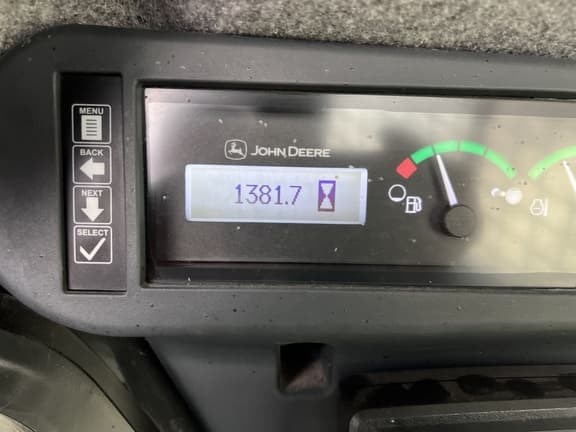 MENU
BACK
NEXT
SELECT
JOHN DEERE
1381.7